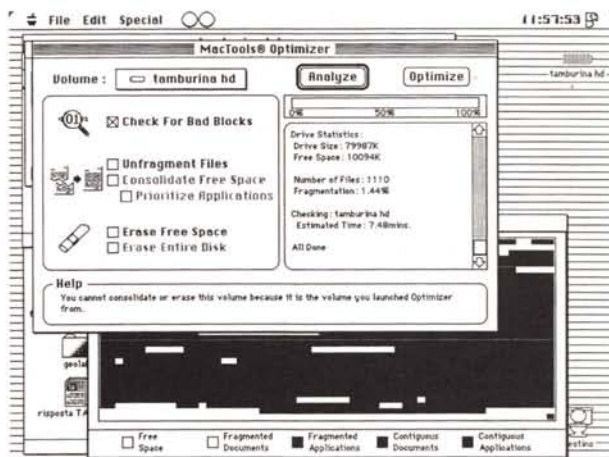 File Edit Special
11:57:53
MacTools® Optimizer
Volume : tamburina hd
Analyze
Optimize
tamburina hd
0% 50% 100%
Check For Bad Blocks
Unfragment Files
Consolidate Free Space
Prioritize Applications
Erase Free Space
Erase Entire Disk
Drive Statistics :
Drive Size : 79987K
Free Space : 10094K
Number of Files : 1110
Fragmentation : 1.44%
Checking : tamburina hd
Estimated Time : 7:48mins.
All Done
Help
You cannot consolidate or erase this volume because it is the volume you launched Optimizer
from.
geola
risposta T.A
estino
Free
Space
Fragmented
Documents
Fragmented
Applications
Contiguous
Documents
Contiguous
Applications